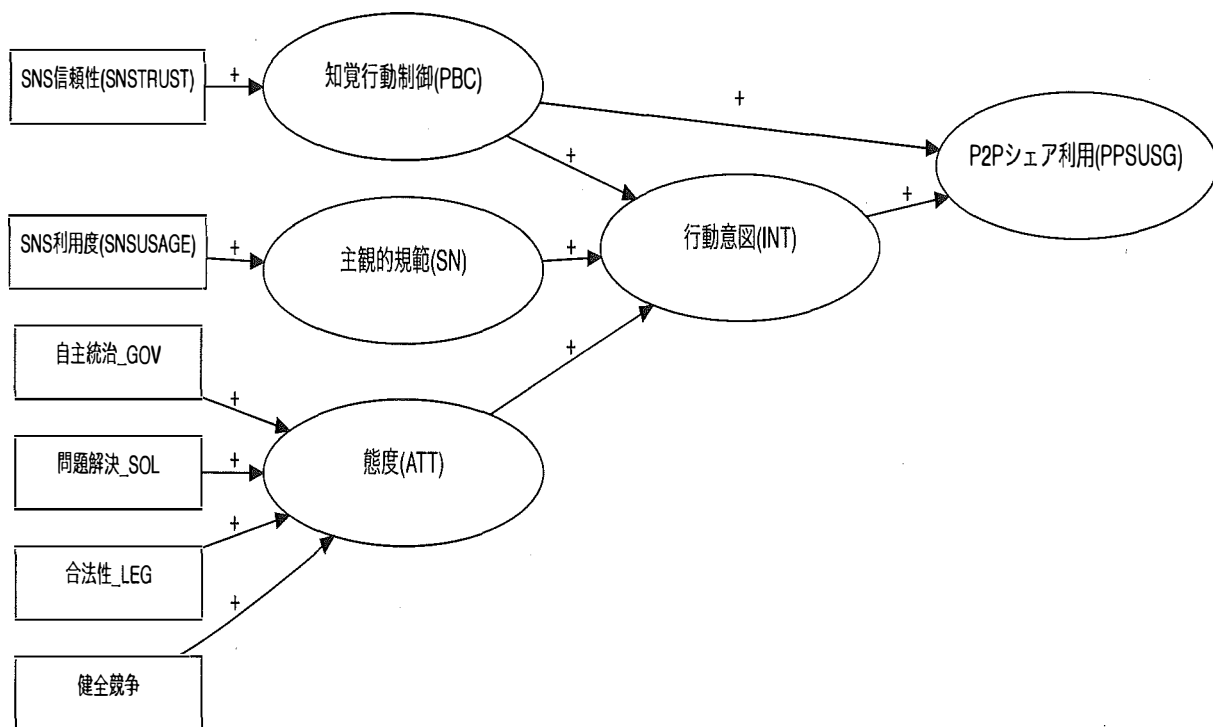 SNS信頼性(SNSTRUST)
+
知覚行動制御(PBC)
+
P2Pシェア利用(PPSUSG)
+
+
SNS利用度(SNSUSAGE)
+
主観的規範(SN)
+
行動意図(INT)
自主統治_GOV
+
+
問題解決_SOL
+
態度(ATT)
合法性_LEG
+
+
健全競争